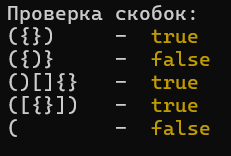 Проверка скобок:
({}) - true
({)} - false
()[]{} - true
([{}]) - true
( - false